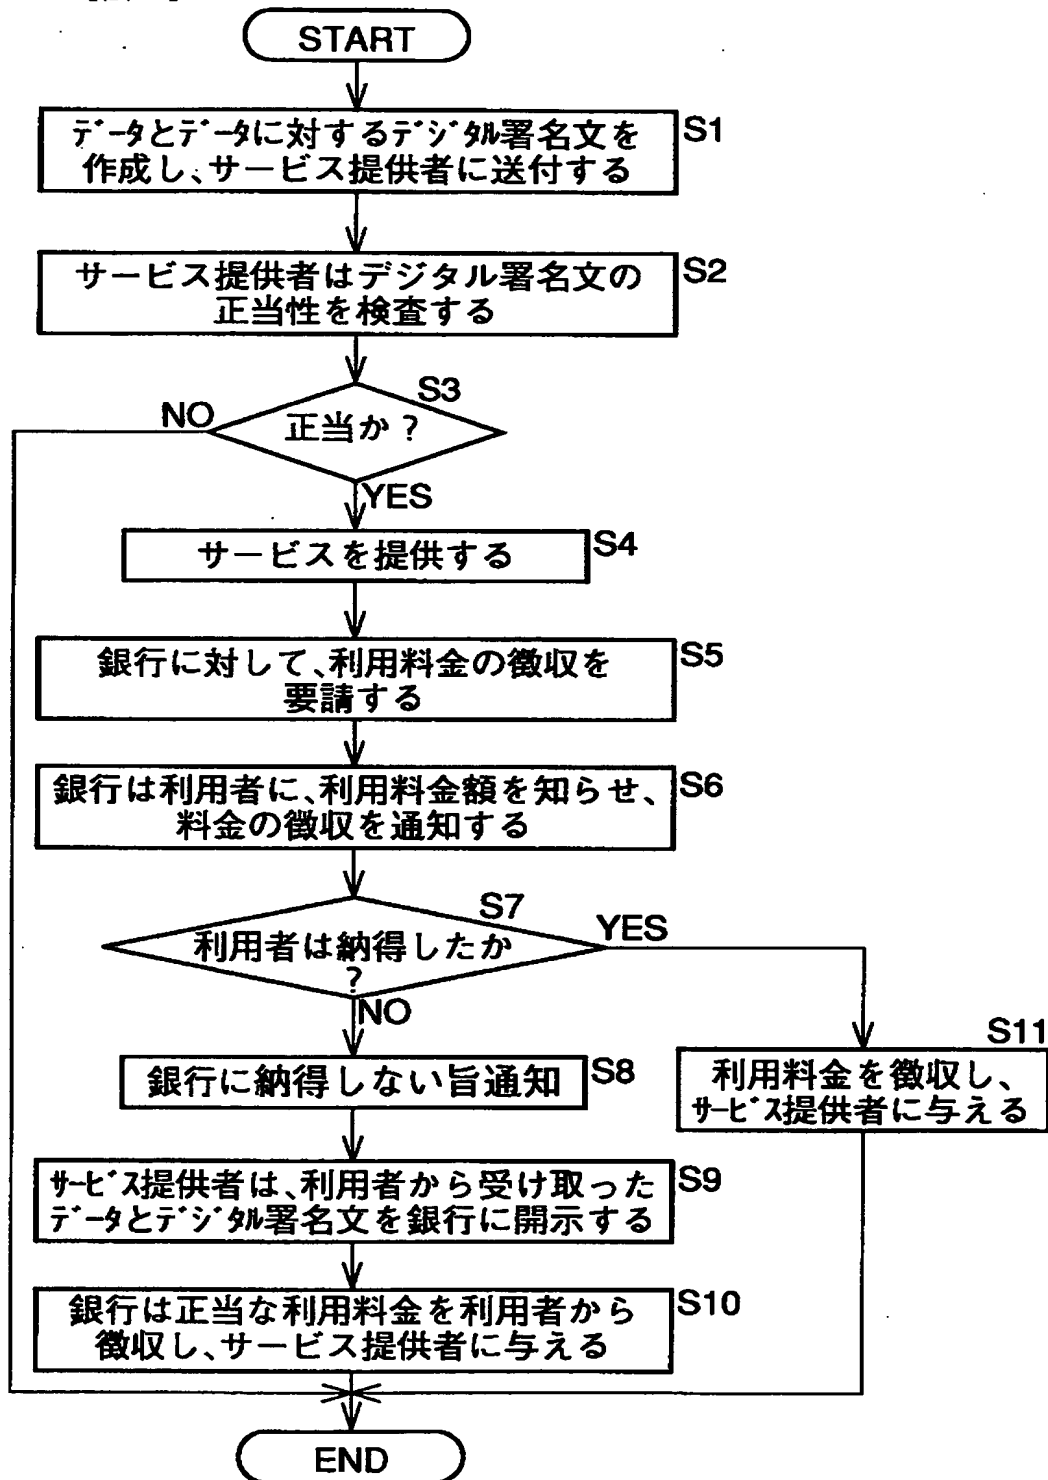 START
データとデータに対するデジタル署名文を
作成し、サービス提供者に送付する
S1
サービス提供者はデジタル署名文の
正当性を検査する
S2
S3
正当か?
NO
YES
サービスを提供する
S4
銀行に対して、利用料金の徴収を
要請する
S5
銀行は利用者に、利用料金額を知らせ、
料金の徴収を通知する
S6
S7
利用者は納得したか
?
YES
NO
銀行に納得しない旨通知
S8
S11
利用料金を徴収し、
サービス提供者に与える
サービス提供者は、利用者から受け取った
データとデジタル署名文を銀行に開示する
S9
銀行は正当な利用料金を利用者から
徴収し、サービス提供者に与える
S10
END